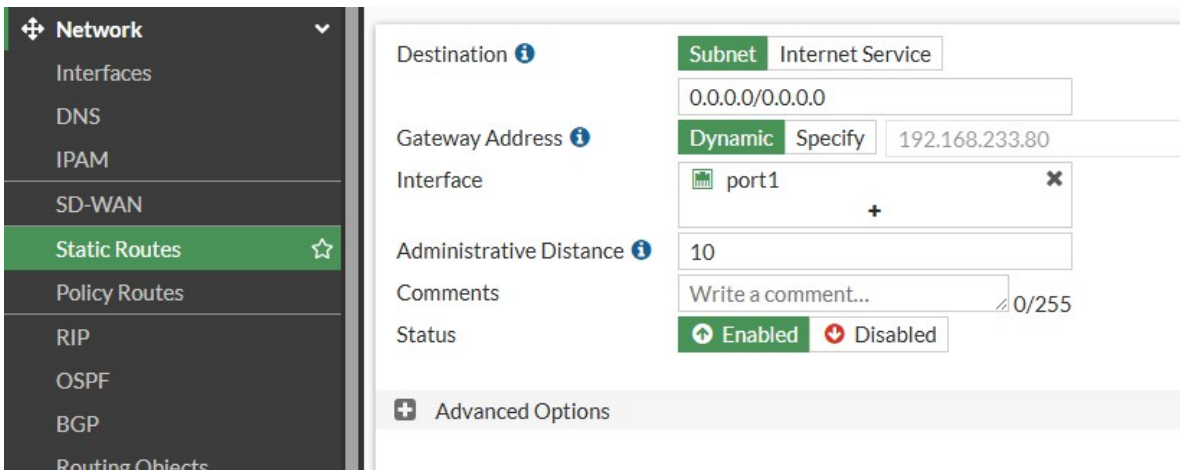 Network
Interfaces
DNS
IPAM
SD-WAN
Static Routes
Policy Routes
RIP
OSPF
BGP
Routing Objects
Destination Subnet Internet Service
0.0.0.0/0.0.0.0
Gateway Address Dynamic Specify 192.168.233.80
Interface port1
+
Administrative Distance 10
Comments Write a comment... 0/255
Status Enabled Disabled
Advanced Options